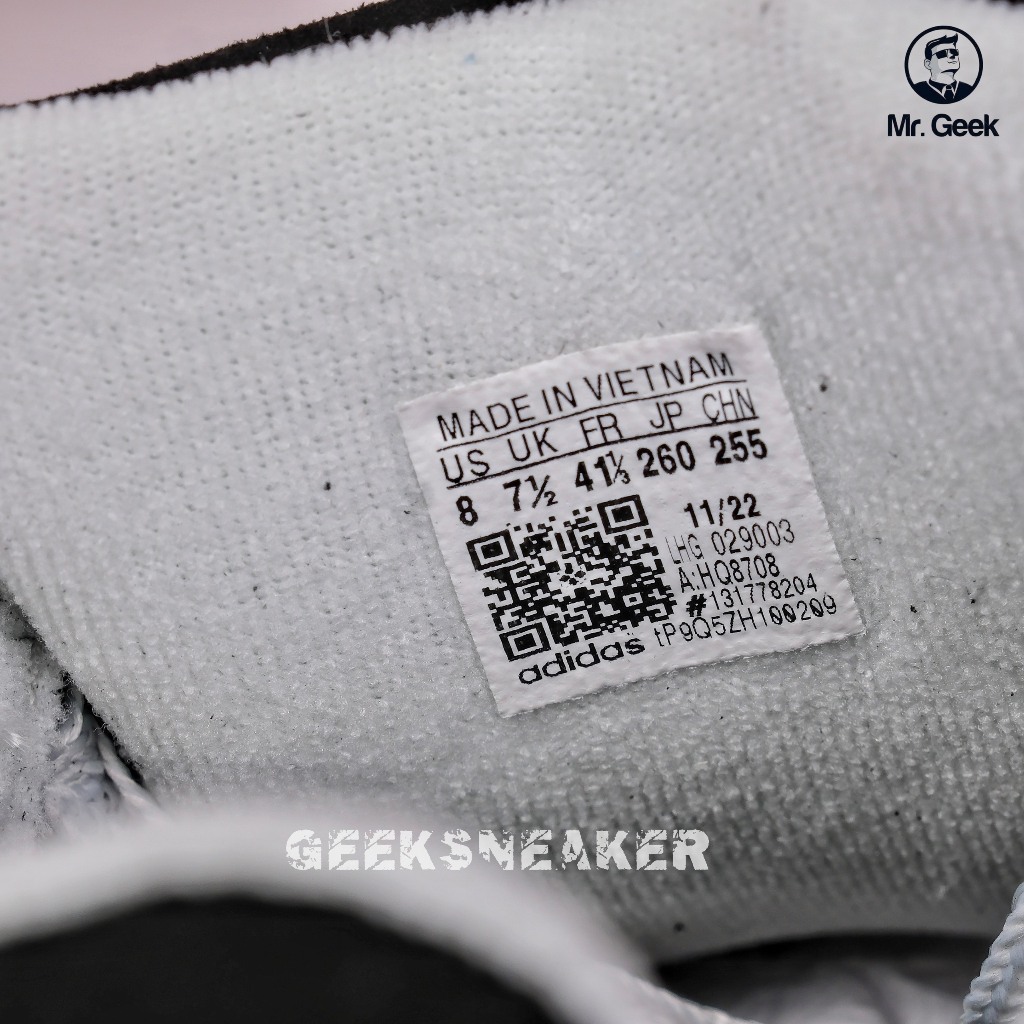 Mr. Geek
MADE IN VIETNAM
US UK FR JP CHN
8 7½ 41⅓ 260 255
11/22
LHG 029003
A:HQ8708
#131778204
adidas tP9Q5ZH100209
GEEKSNEAKER